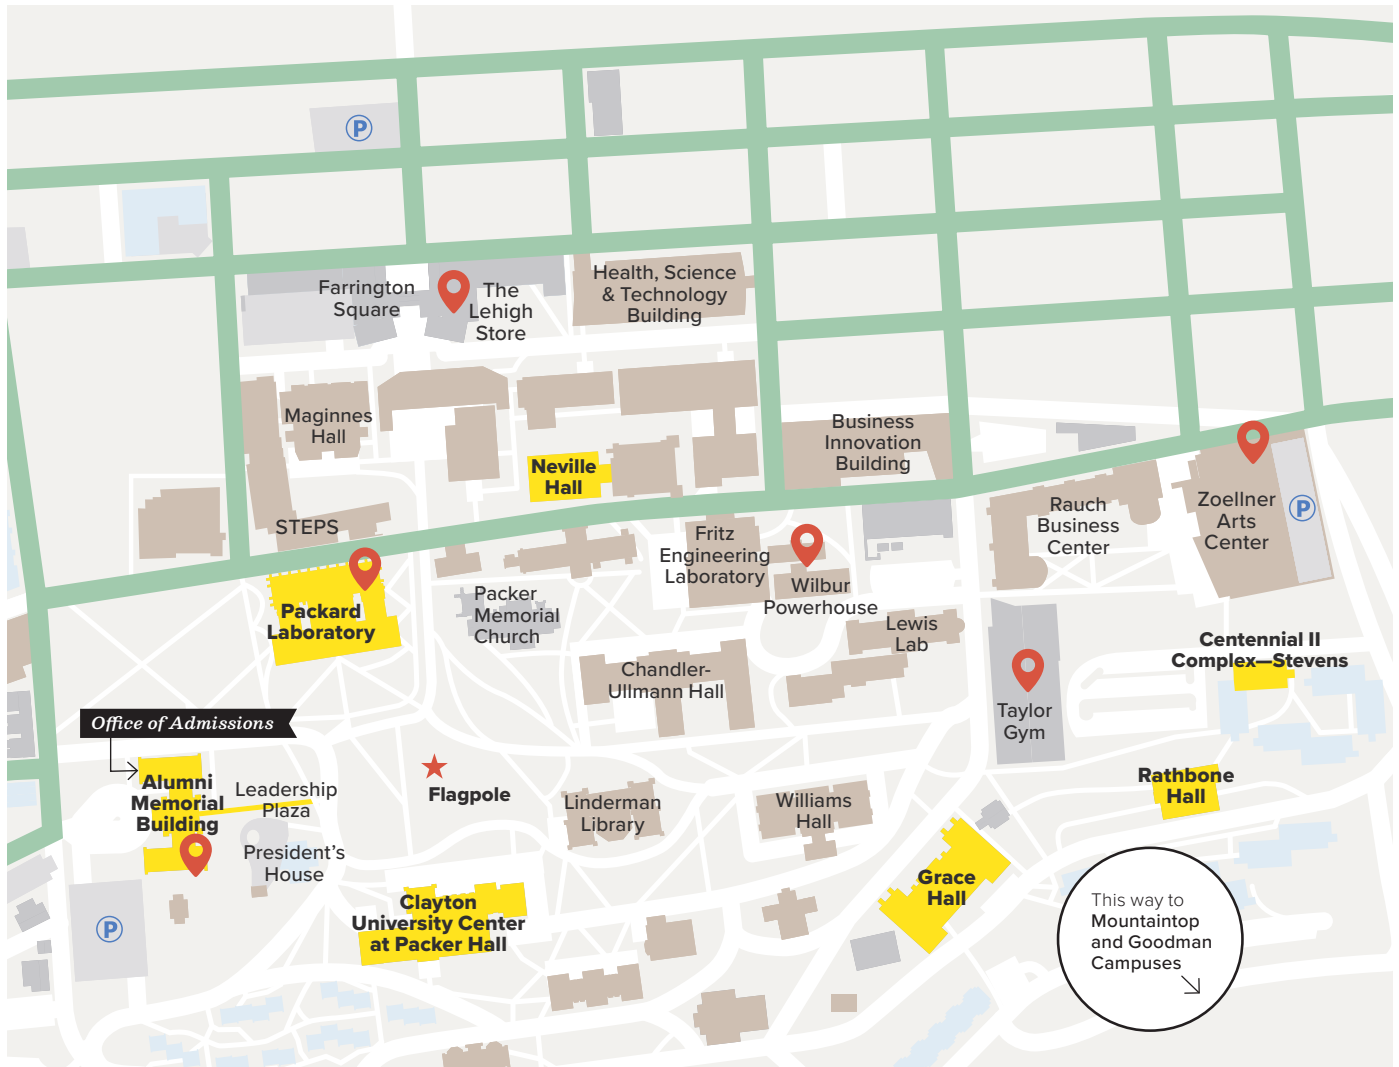 P
Farrington
Square
The
Lehigh
Store
Health, Science
& Technology
Building
Maginnes
Hall
Business
Innovation
Building
Neville
Hall
STEPS
Fritz
Engineering
Laboratory
Wilbur
Powerhouse
Rauch
Business
Center
Zoellner
Arts
Center
P
Packard
Laboratory
Packer
Memorial
Church
Lewis
Lab
Chandler-
Ullmann Hall
Centennial II
Complex—Stevens
Taylor
Gym
Office of Admissions
Alumni
Memorial
Building
Leadership
Plaza
Flagpole
Linderman
Library
Williams
Hall
Rathbone
Hall
President's
House
Clayton
University Center
at Packer Hall
Grace
Hall
P
This way to
Mountaintop
and Goodman
Campuses